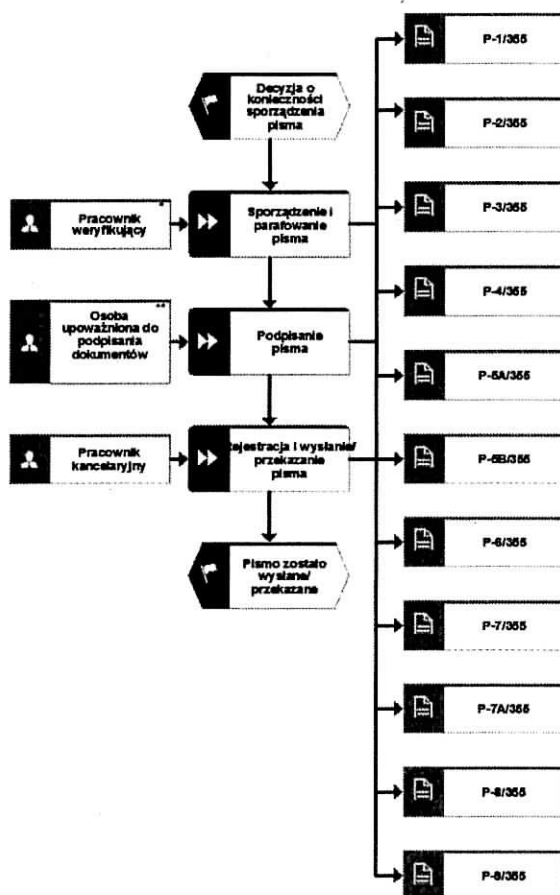 Decyzja o
konieczności
sporządzenia
pisma
*
Pracownik
weryfikujący
Sporządzenie i
parafowanie
pisma
**
Osoba
upoważniona do
podpisania
dokumentów
Podpisanie
pisma
Pracownik
kancelaryjny
Rejestracja i wysłanie/
przekazanie
pisma
Pismo zostało
wysłane/
przekazane
P-1/355
P-2/355
P-3/355
P-4/355
P-5A/355
P-5B/355
P-6/355
P-7/355
P-7A/355
P-8/355